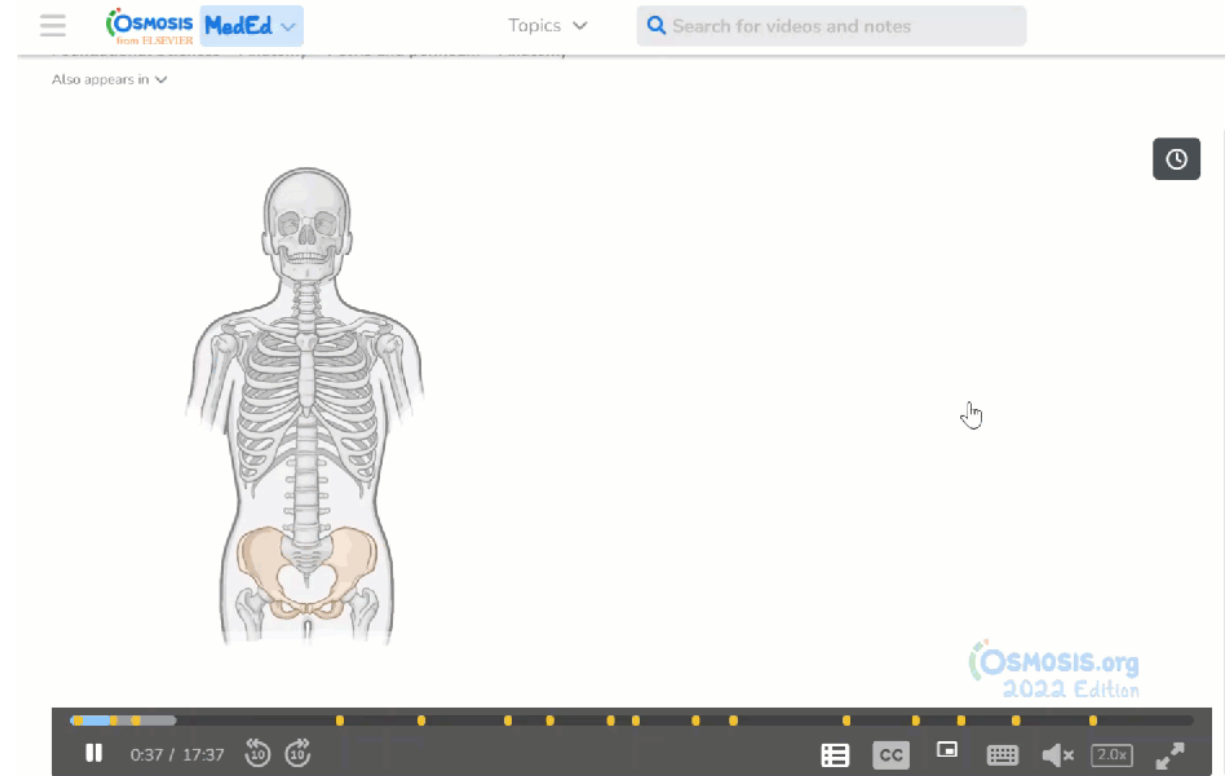 OSMOSIS
from ELSEVIER
MedEd
Topics
Search for videos and notes
Also appears in
OSMOSIS.org
2022 Edition
0:37 / 17:37
10
10
CC
2.0x